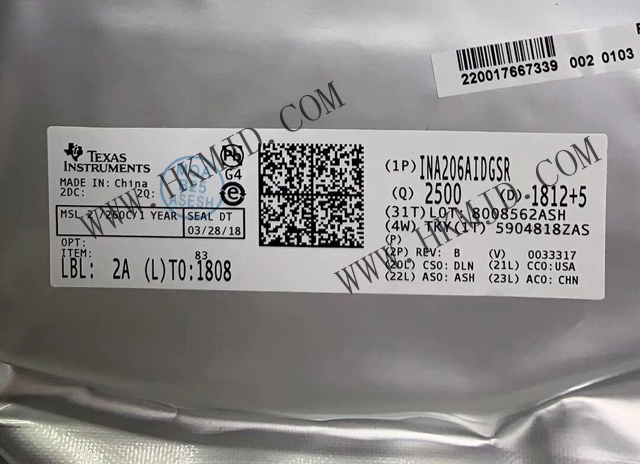 220017667339 002 0103
TEXAS
INSTRUMENTS
MADE IN: China
2DC: 2Q:
MSL 2 /260C/1 YEAR SEAL DT
03/28/18
OPT:
ITEM: 83
LBL: 2A (L)TO:1808
Pb
G4
ASESH
(1P) INA206AIDGSR
(Q) 2500 (D) 1812+5
(31T) LOT: 8008562ASH
(4W) TKY (1T) 5904818ZAS
(P)
(2P) REV: B (V) 0033317
(20L) CSO: DLN (21L) CCO:USA
(22L) ASO: ASH (23L) ACO: CHN
WWW.HKMJD.COM
WWW.HKMJD.COM